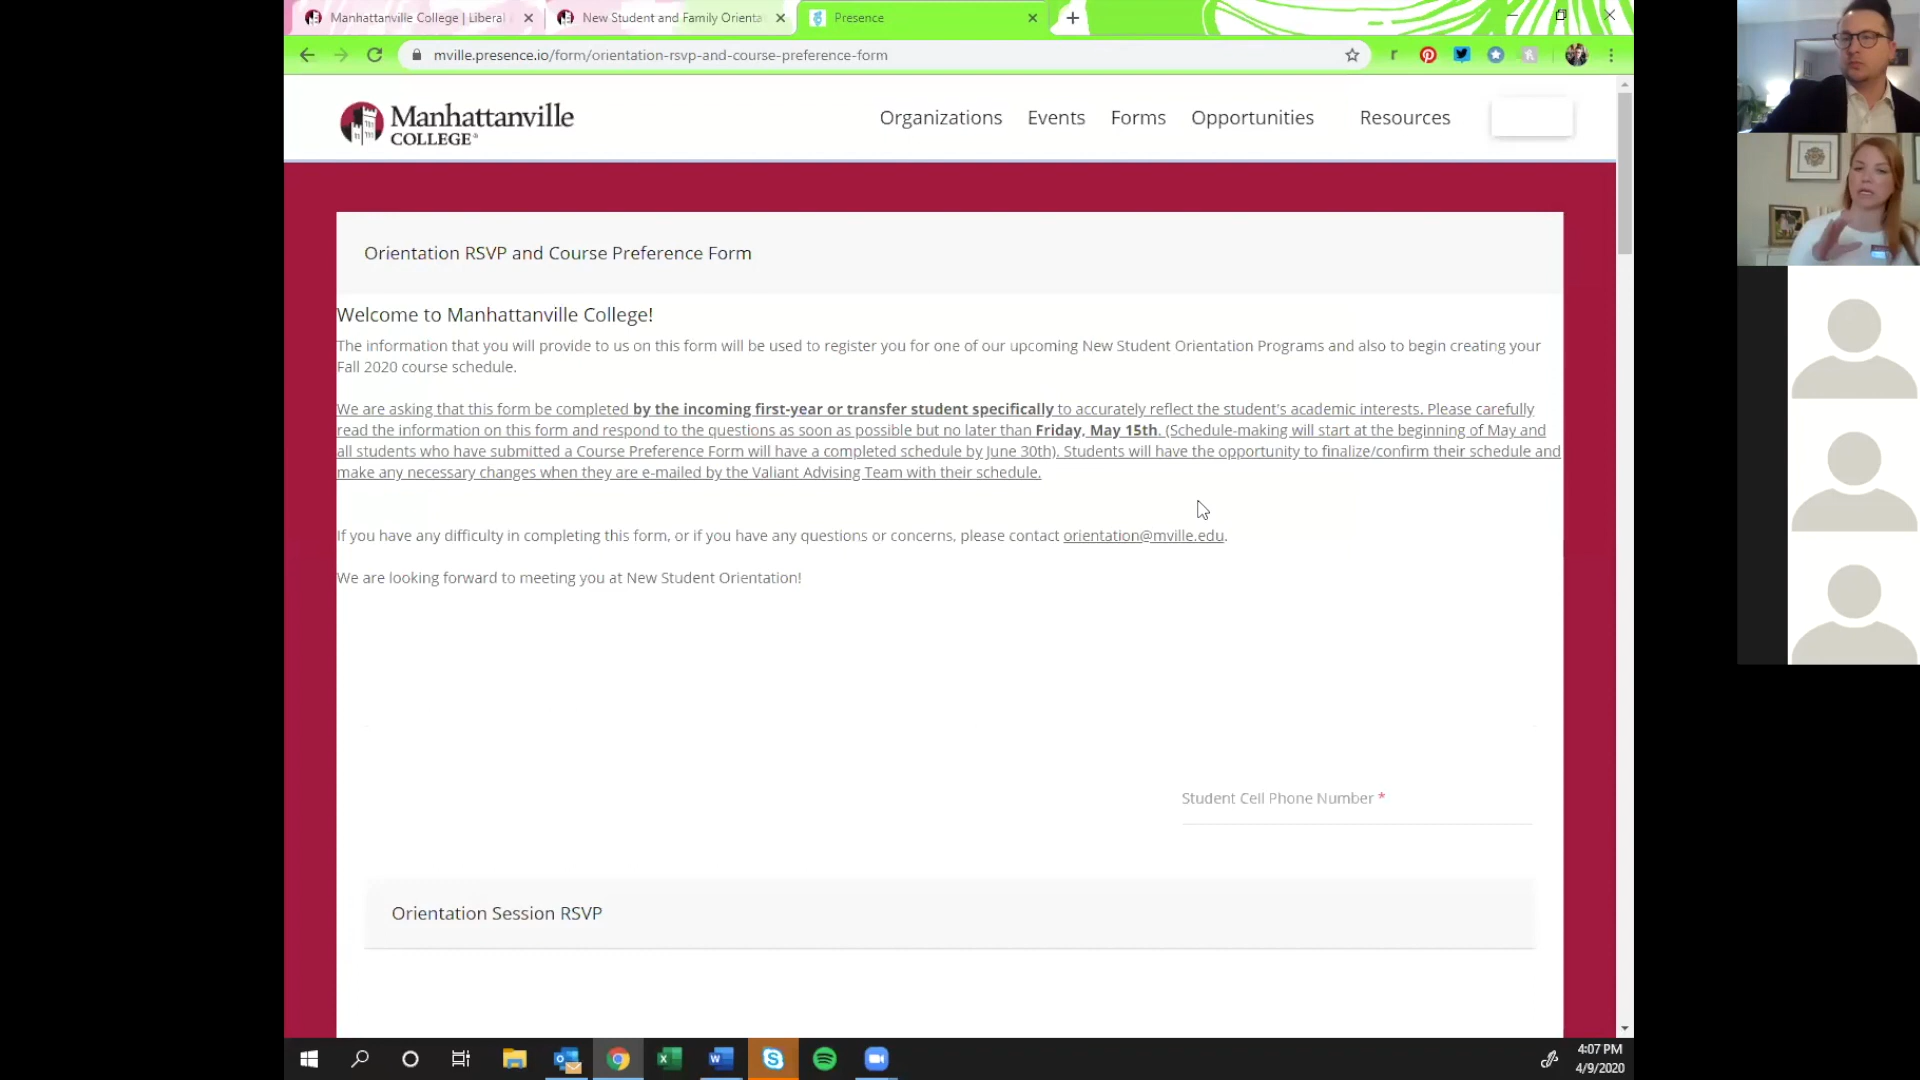 Manhattanville College | Liberal
New Student and Family Orienta
Presence
mville.presence.io/form/orientation-rsvp-and-course-preference-form
Manhattanville
COLLEGE
Organizations Events Forms Opportunities Resources
Orientation RSVP and Course Preference Form
Welcome to Manhattanville College!
The information that you will provide to us on this form will be used to register you for one of our upcoming New Student Orientation Programs and also to begin creating your
Fall 2020 course schedule.
We are asking that this form be completed by the incoming first-year or transfer student specifically to accurately reflect the student's academic interests. Please carefully
read the information on this form and respond to the questions as soon as possible but no later than Friday, May 15th. (Schedule-making will start at the beginning of May and
all students who have submitted a Course Preference Form will have a completed schedule by June 30th). Students will have the opportunity to finalize/confirm their schedule and
make any necessary changes when they are e-mailed by the Valiant Advising Team with their schedule.
If you have any difficulty in completing this form, or if you have any questions or concerns, please contact orientation@mville.edu.
We are looking forward to meeting you at New Student Orientation!
Student Cell Phone Number *
Orientation Session RSVP
4:07 PM
4/9/2020